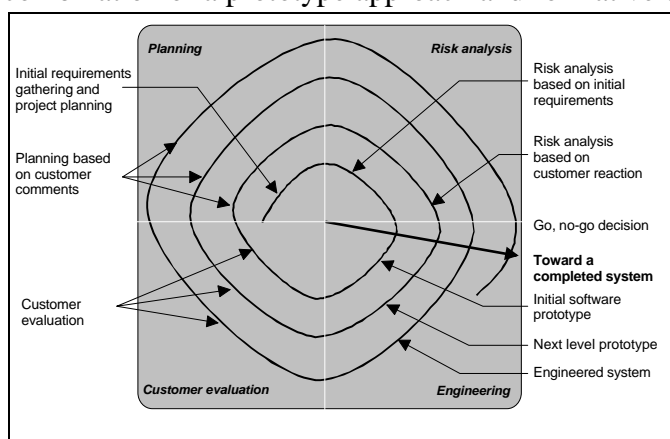 Planning
Risk analysis
Initial requirements
gathering and
project planning
Planning based
on customer
comments
Customer
evaluation
Risk analysis
based on initial
requirements
Risk analysis
based on
customer
reaction
Go, no-go decision
Toward a
completed system
Initial software
prototype
Next level prototype
Engineered system
Customer evaluation
Engineering